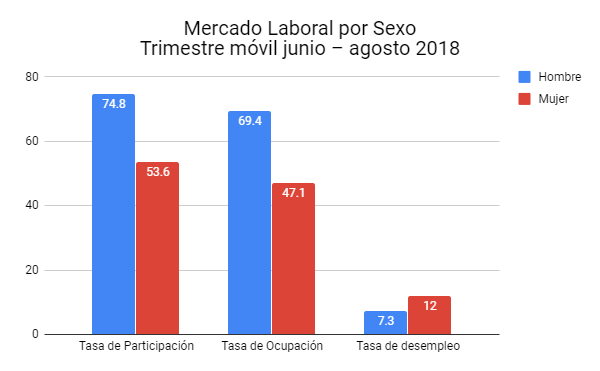 Mercado Laboral por Sexo
Trimestre móvil junio – agosto 2018
80
60
40
20
0
74.8
53.6
69.4
47.1
7.3
12
Tasa de Participación
Tasa de Ocupación
Tasa de desempleo
Hombre
Mujer